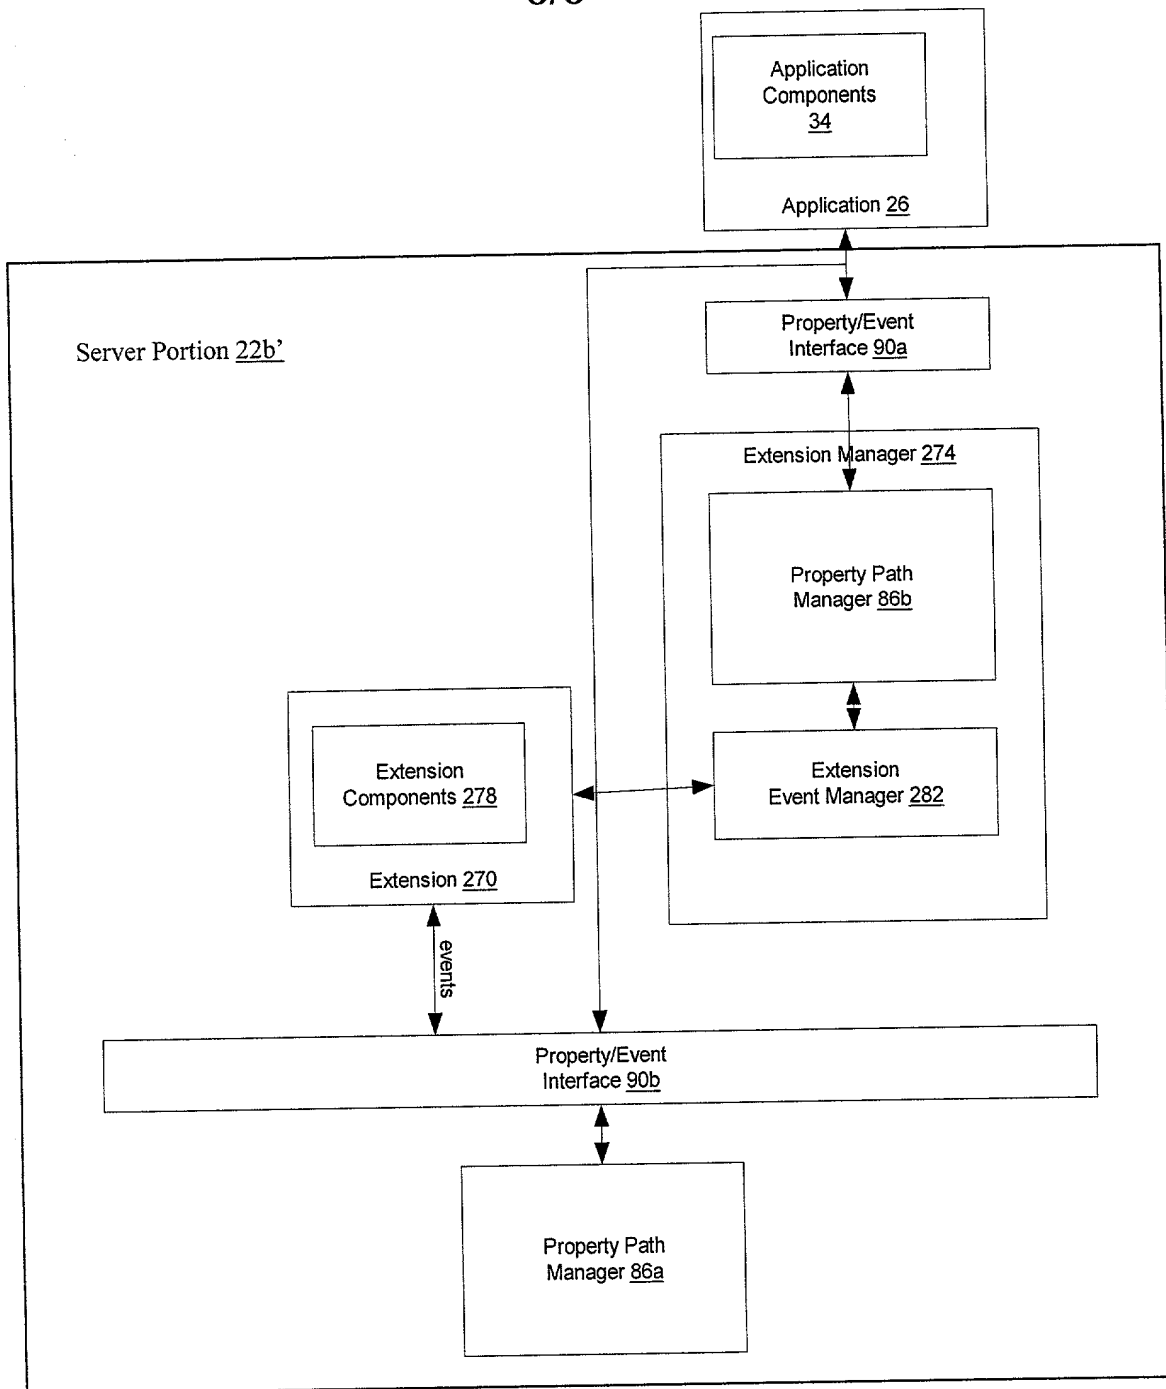 Application
Components
34
Application 26
Server Portion 22b’
Property/Event
Interface 90a
Extension Manager 274
Property Path
Manager 86b
Extension
Components 278
Extension
Event Manager 282
Extension 270
events
Property/Event
Interface 90b
Property Path
Manager 86a